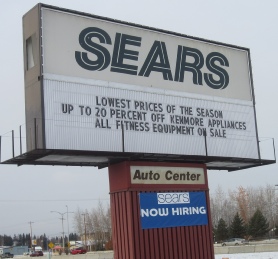 SEARS
LOWEST PRICES OF THE SEASON
UP TO 20 PERCENT OFF KENMORE APPLIANCES
ALL FITNESS EQUIPMENT ON SALE
Auto Center
sears
NOW HIRING